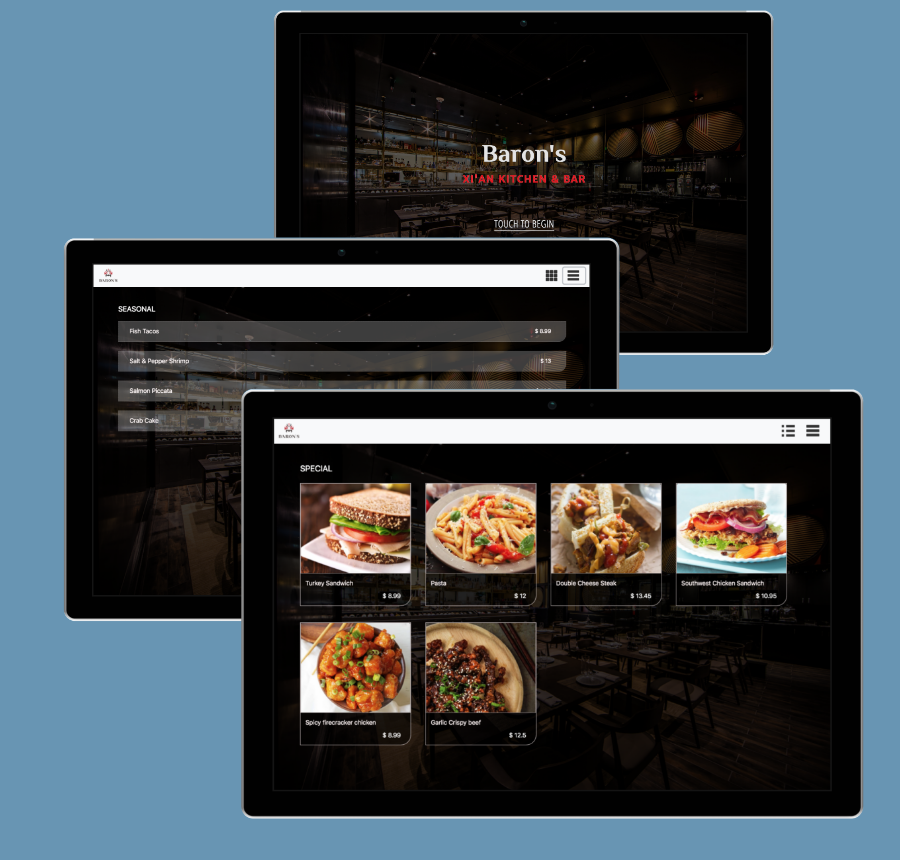 Baron's
XI'AN KITCHEN & BAR
TOUCH TO BEGIN
BARON'S
SEASONAL
Fish Tacos $ 8.99
Salt & Pepper Shrimp $ 13
Salmon Piccata
Crab Cake
BARON'S
SPECIAL
Turkey Sandwich
$ 8.99
Pasta
$ 12
Double Cheese Steak
$ 13.45
Southwest Chicken Sandwich
$ 10.95
Spicy firecracker chicken
$ 8.99
Garlic Crispy beef
$ 12.5